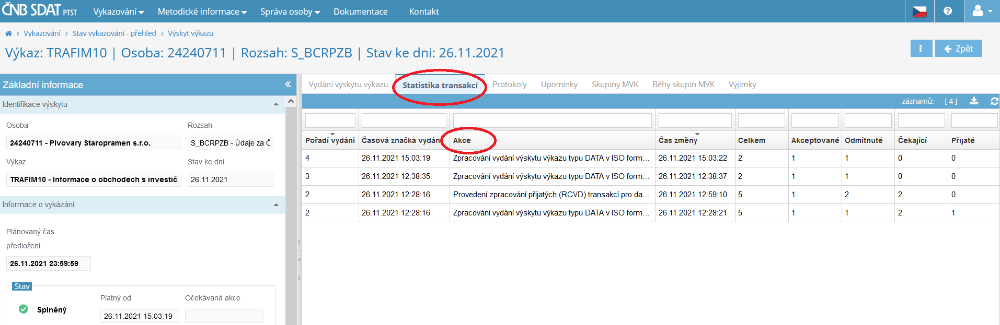 ČNB SDAT PTST Vykazování Metodické informace Správa osoby Dokumentace Kontakt
Vykazování > Stav vykazování - přehled > Výskyt výkazu
Výkaz: TRAFIM10 | Osoba: 24240711 | Rozsah: S_BCRPZB | Stav ke dni: 26.11.2021
Zpět
Základní informace
Identifikace výskytu
Osoba Rozsah
24240711 - Pivovary Staropramen s.r.o. S_BCRPZB - Údaje za Č
Výkaz Stav ke dni
TRAFIM10 - Informace o obchodech s investičn 26.11.2021
Informace o vykázání
Plánovaný čas
předložení
26.11.2021 23:59:59
Stav
Platný od Očekávaná akce
Splněný
26.11.2021 15:03:19
Vydání výskytu výkazu Statistika transakcí Protokoly Upomínky Skupiny MVK Běhy skupin MVK Výjimky
záznamů: [ 4 ]
Pořadí vydání Časová značka vydán Akce Čas změny Celkem Akceptované Odmítnuté Čekající Přijaté
4 26.11.2021 15:03:19 Zpracování vydání výskytu výkazu typu DATA v ISO form... 26.11.2021 15:03:22 2 1 1 0 0
3 26.11.2021 12:38:35 Zpracování vydání výskytu výkazu typu DATA v ISO form... 26.11.2021 12:38:37 2 1 1 0 0
2 26.11.2021 12:28:16 Provedení zpracování přijatých (RCVD) transakcí pro da... 26.11.2021 12:59:10 5 1 2 2 0
2 26.11.2021 12:28:16 Zpracování vydání výskytu výkazu typu DATA v ISO form... 26.11.2021 12:28:21 5 1 1 2 1